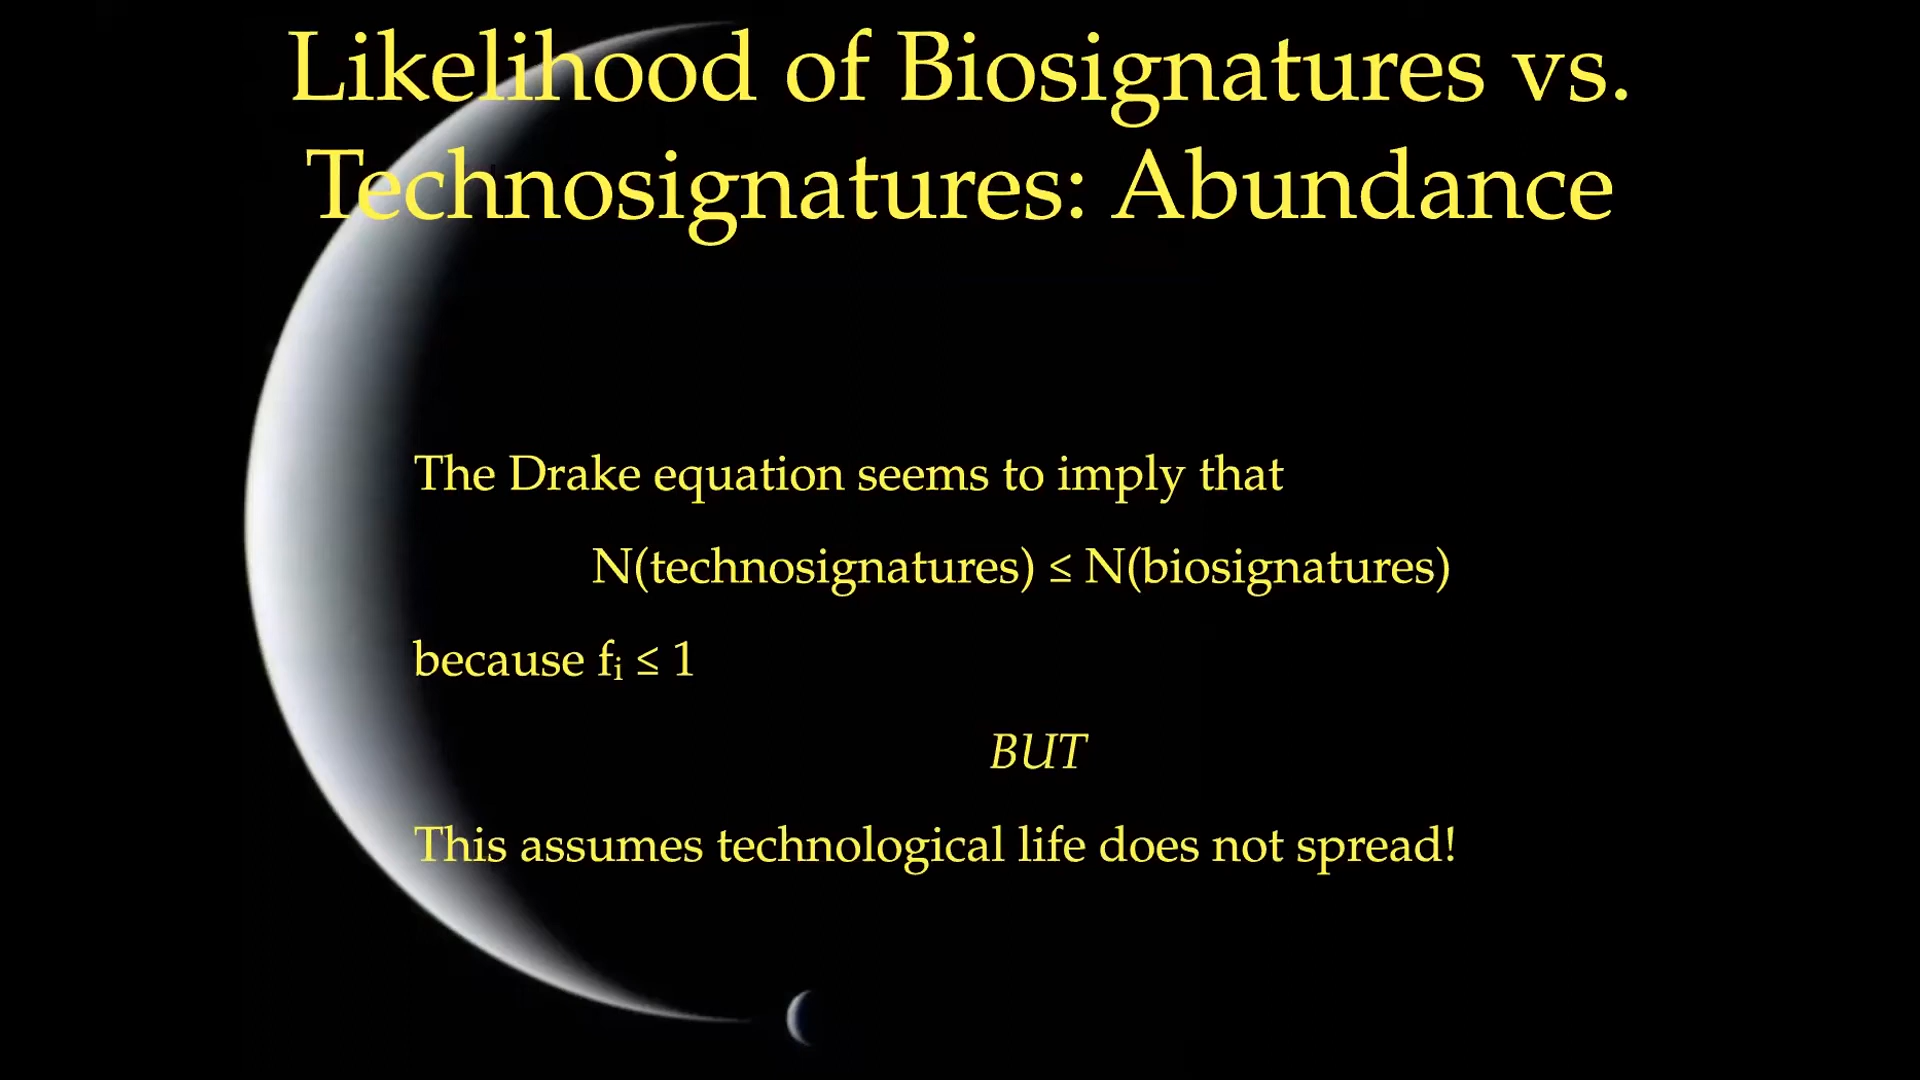 Likelihood of Biosignatures vs.
Technosignatures: Abundance
The Drake equation seems to imply that
N(technosignatures) ≤ N(biosignatures)
because fᵢ ≤ 1
BUT
This assumes technological life does not spread!